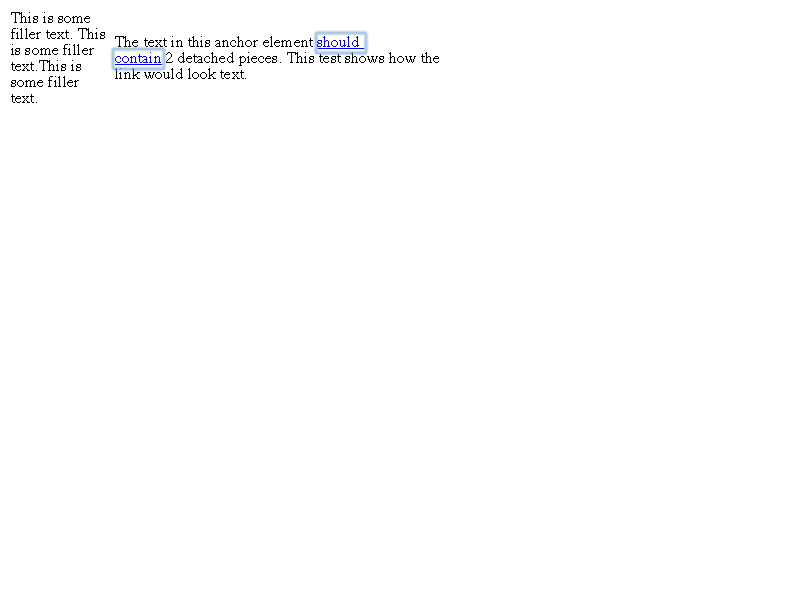 This is some
filler text. This
is some filler
text.This is
some filler
text.
The text in this anchor element should
contain 2 detached pieces. This test shows how the
link would look text.